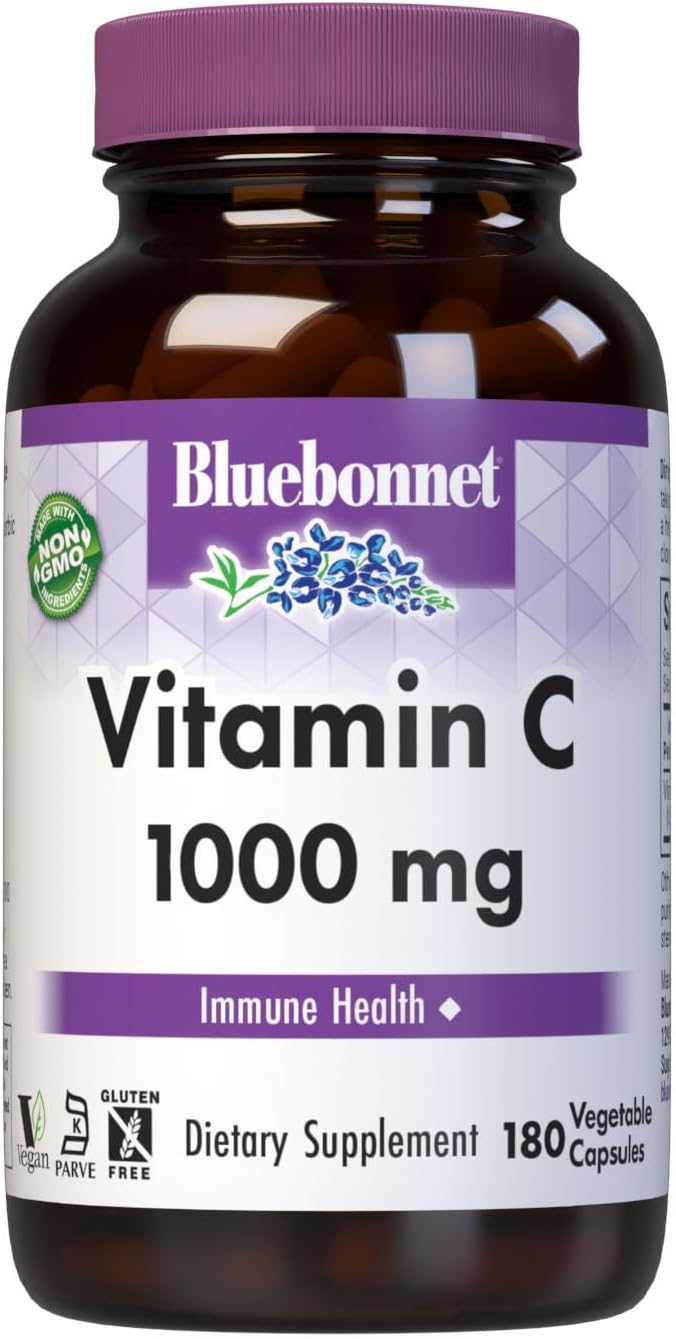 Bluebonnet
MADE WITH
NON
GMO
INGREDIENTS
Vitamin C
1000 mg
Immune Health ◆
Vegan
K
PARVE
GLUTEN
FREE
Dietary Supplement
180 Vegetable
Capsules